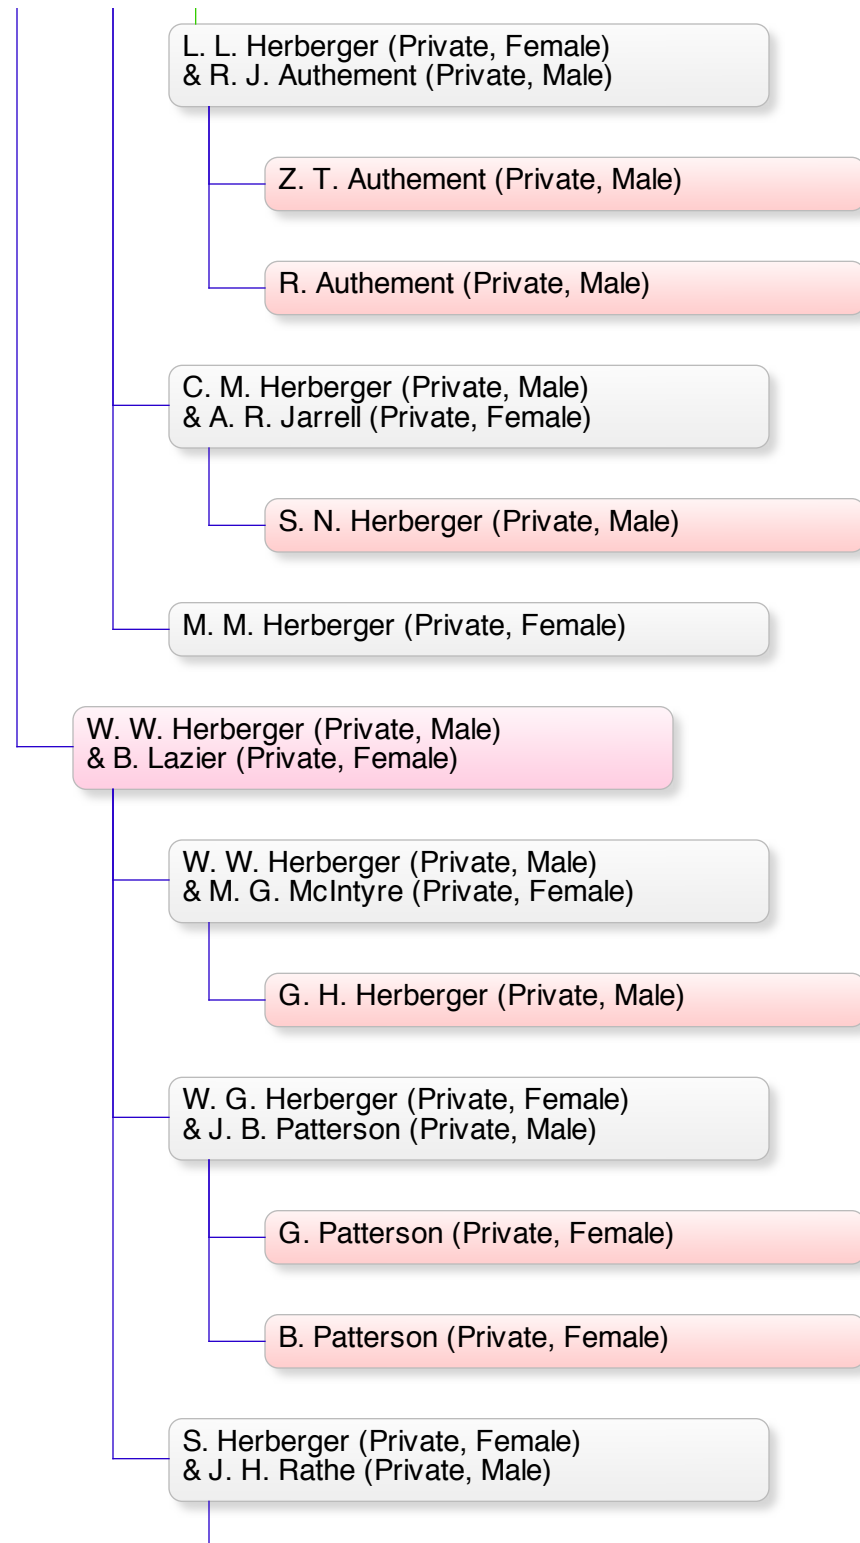 L. L. Herberger (Private, Female)
& R. J. Authement (Private, Male)
Z. T. Authement (Private, Male)
R. Authement (Private, Male)
C. M. Herberger (Private, Male)
& A. R. Jarrell (Private, Female)
S. N. Herberger (Private, Male)
M. M. Herberger (Private, Female)
W. W. Herberger (Private, Male)
& B. Lazier (Private, Female)
W. W. Herberger (Private, Male)
& M. G. McIntyre (Private, Female)
G. H. Herberger (Private, Male)
W. G. Herberger (Private, Female)
& J. B. Patterson (Private, Male)
G. Patterson (Private, Female)
B. Patterson (Private, Female)
S. Herberger (Private, Female)
& J. H. Rathe (Private, Male)